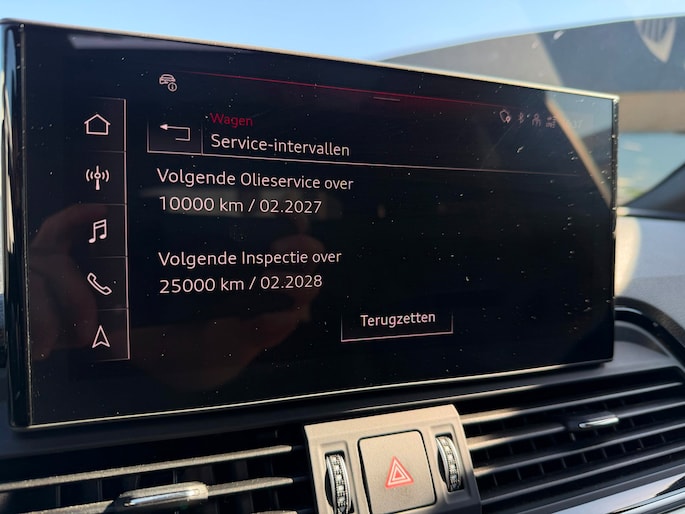 Wagen
Service-intervallen
Volgende Olieservice over
10000 km / 02.2027
Volgende Inspectie over
25000 km / 02.2028
Terugzetten